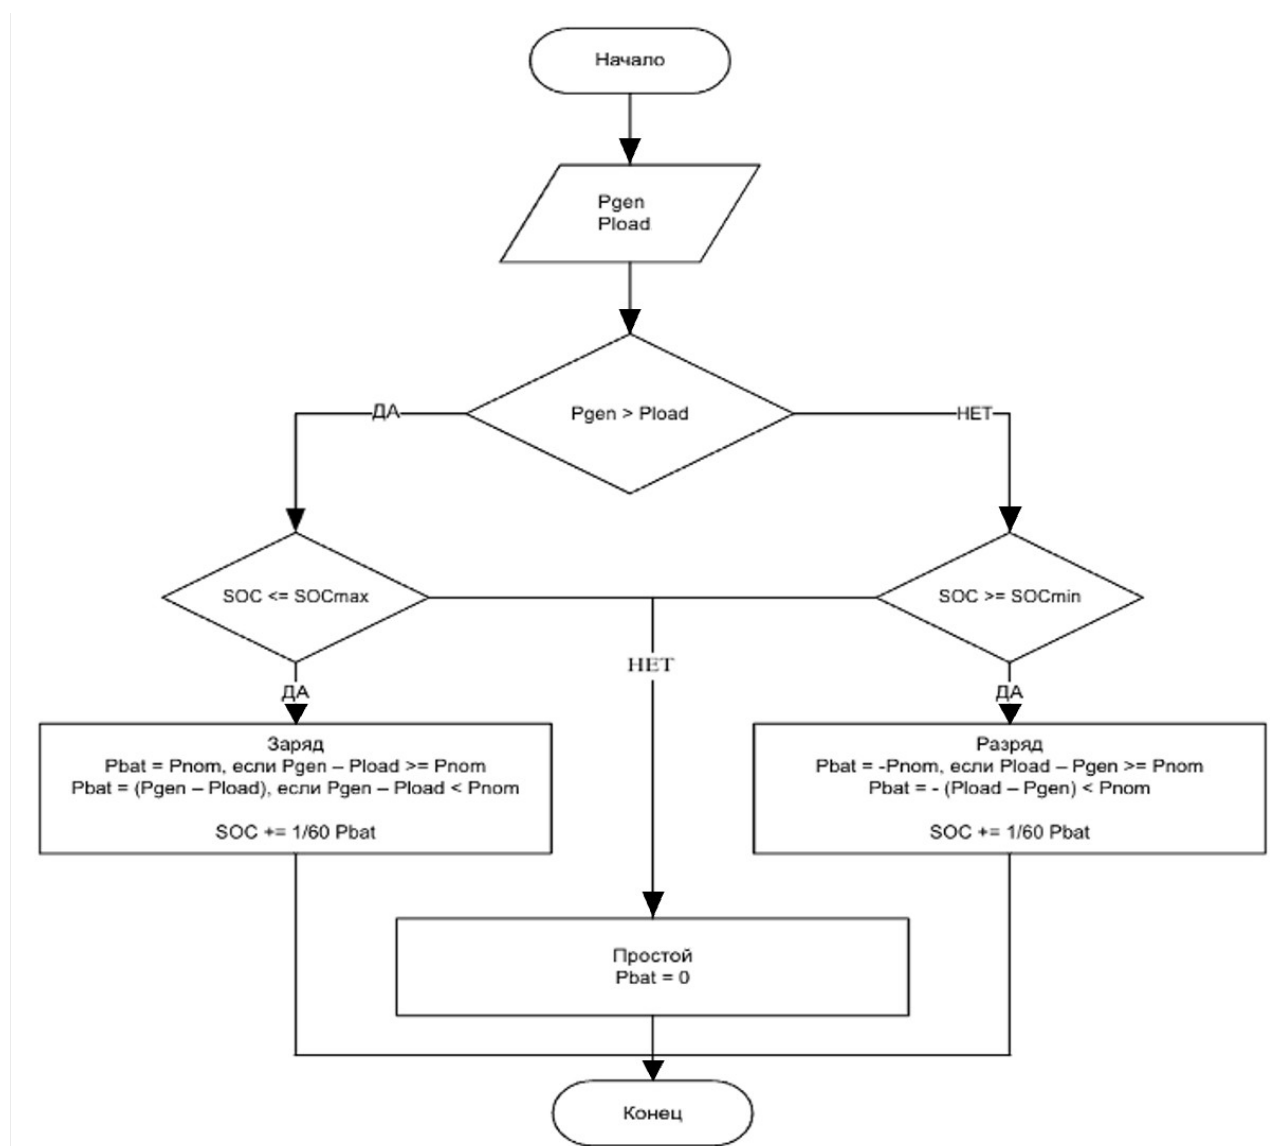 Начало
Pgen
Pload
Pgen > Pload
ДА
НЕТ
SOC <= SOCmax
SOC >= SOCmin
НЕТ
ДА
ДА
Заряд
Pbat = Pnom, если Pgen – Pload >= Pnom
Pbat = (Pgen – Pload), если Pgen – Pload < Pnom
SOC += 1/60 Pbat
Разряд
Pbat = -Pnom, если Pload – Pgen >= Pnom
Pbat = - (Pload – Pgen) < Pnom
SOC += 1/60 Pbat
Простой
Pbat = 0
Конец